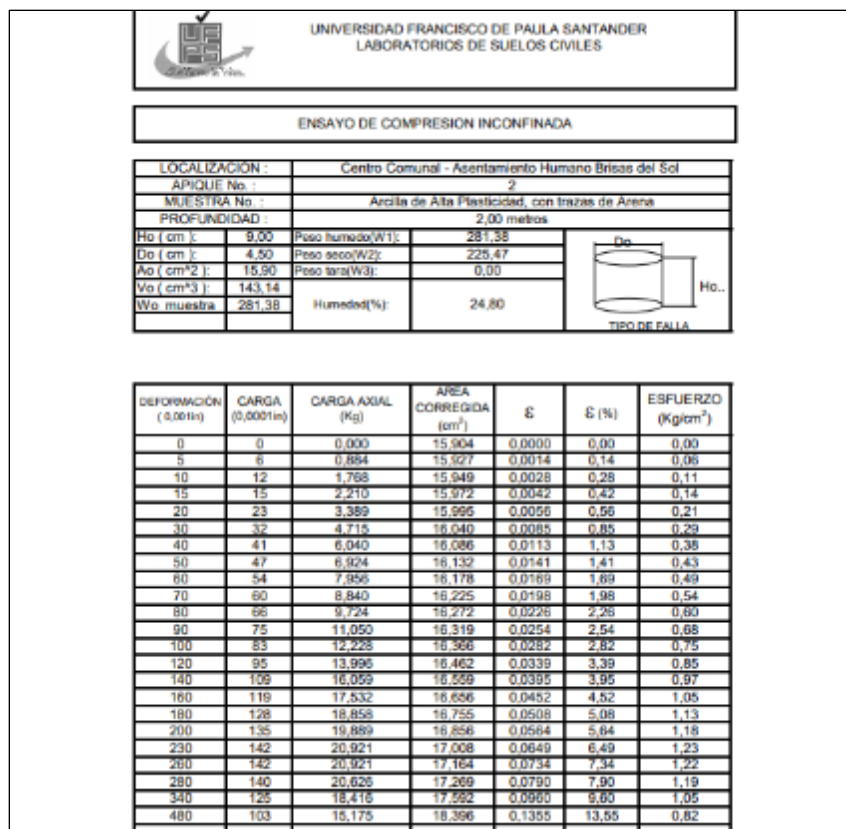 UNIVERSIDAD FRANCISCO DE PAULA SANTANDER
LABORATORIOS DE SUELOS CIVILES
ENSAYO DE COMPRESION INCONFINADA
LOCALIZACIÓN : Centro Comunal - Asentamiento Humano Brisas del Sol
APIQUE No. : 2
MUESTRA No. : Arcilla de Alta Plasticidad, con trazas de Arena
PROFUNDIDAD : 2,00 metros
Ho ( cm ): 9,00 Peso humedo(W1): 281,38 Do
Do ( cm ): 4,50 Peso seco(W2): 225,47
Ao ( cm^2 ): 15,90 Peso tara(W3): 0,00
Vo ( cm^3 ): 143,14 Ho..
Wo muestra 281,38 Humedad(%): 24,80
TIPO DE FALLA
DEFORMACIÓN ( 0,001in) CARGA (0,0001in) CARGA AXIAL (Kg) AREA CORREGIDA (cm²) ε ε (%) ESFUERZO (Kg/cm²)
0 0 0,000 15,904 0,0000 0,00 0,00
5 6 0,884 15,927 0,0014 0,14 0,06
10 12 1,768 15,949 0,0028 0,28 0,11
15 15 2,210 15,972 0,0042 0,42 0,14
20 23 3,389 15,995 0,0056 0,56 0,21
30 32 4,715 16,040 0,0085 0,85 0,29
40 41 6,040 16,086 0,0113 1,13 0,38
50 47 6,924 16,132 0,0141 1,41 0,43
60 54 7,956 16,178 0,0169 1,69 0,49
70 60 8,840 16,225 0,0198 1,98 0,54
80 66 9,724 16,272 0,0226 2,26 0,60
90 75 11,050 16,319 0,0254 2,54 0,68
100 83 12,228 16,366 0,0282 2,82 0,75
120 95 13,996 16,462 0,0339 3,39 0,85
140 109 16,059 16,559 0,0395 3,95 0,97
160 119 17,532 16,656 0,0452 4,52 1,05
180 128 18,858 16,755 0,0508 5,08 1,13
200 135 19,889 16,856 0,0564 5,64 1,18
230 142 20,921 17,008 0,0649 6,49 1,23
260 142 20,921 17,164 0,0734 7,34 1,22
280 140 20,626 17,269 0,0790 7,90 1,19
340 125 18,416 17,592 0,0960 9,60 1,05
480 103 15,175 18,396 0,1355 13,55 0,82